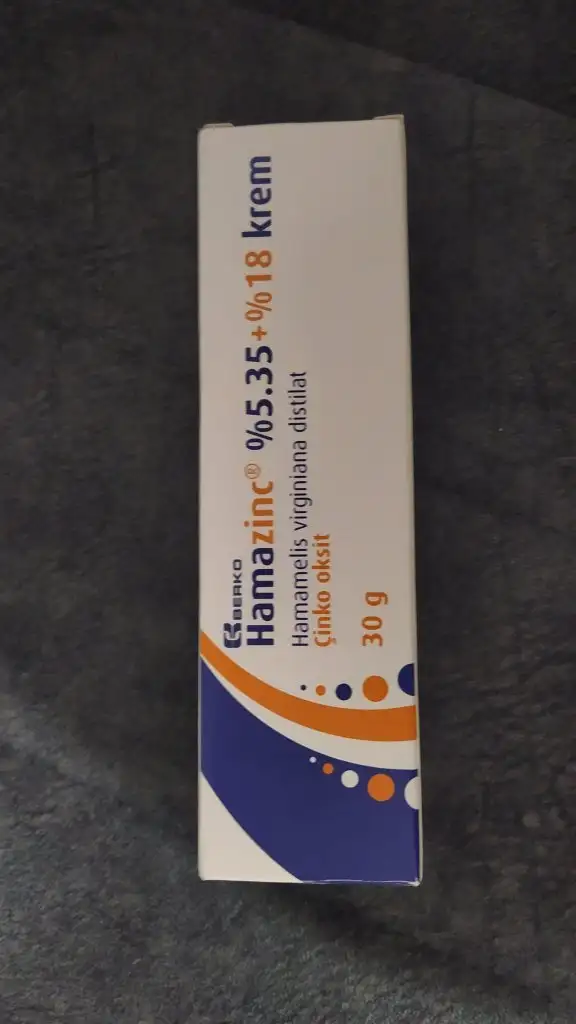 BERKO
Hamazinc® %5.35+%18 krem
Hamamelis virginiana distilat
Çinko oksit
30 g